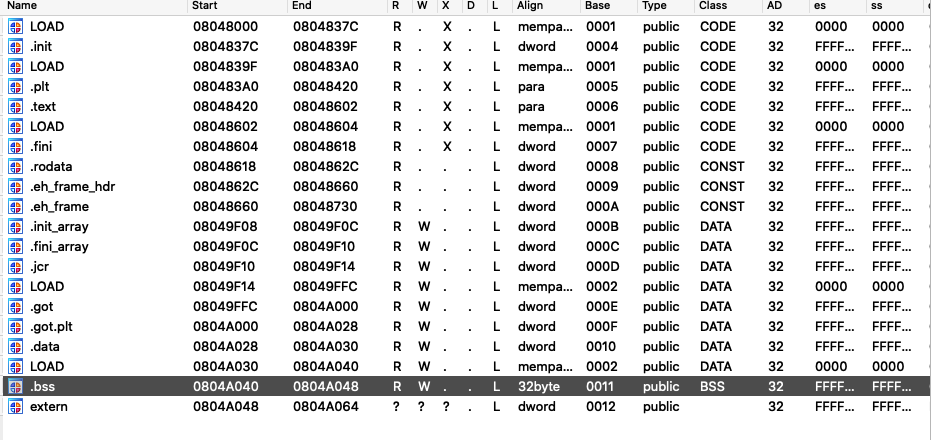 Name Start End R W X D L Align Base Type Class AD es ss
LOAD 08048000 0804837C R . X . L mempa... 0001 public CODE 32 0000 0000
.init 0804837C 0804839F R . X . L dword 0004 public CODE 32 FFFF... FFFF...
LOAD 0804839F 080483A0 R . X . L mempa... 0001 public CODE 32 0000 0000
.plt 080483A0 08048420 R . X . L para 0005 public CODE 32 FFFF... FFFF...
.text 08048420 08048602 R . X . L para 0006 public CODE 32 FFFF... FFFF...
LOAD 08048602 08048604 R . X . L mempa... 0001 public CODE 32 0000 0000
.fini 08048604 08048618 R . X . L dword 0007 public CODE 32 FFFF... FFFF...
.rodata 08048618 0804862C R . . . L dword 0008 public CONST 32 FFFF... FFFF...
.eh_frame_hdr 0804862C 08048660 R . . . L dword 0009 public CONST 32 FFFF... FFFF...
.eh_frame 08048660 08048730 R . . . L dword 000A public CONST 32 FFFF... FFFF...
.init_array 08049F08 08049F0C R W . . L dword 000B public DATA 32 FFFF... FFFF...
.fini_array 08049F0C 08049F10 R W . . L dword 000C public DATA 32 FFFF... FFFF...
.jcr 08049F10 08049F14 R W . . L dword 000D public DATA 32 FFFF... FFFF...
LOAD 08049F14 08049FFC R W . . L mempa... 0002 public DATA 32 0000 0000
.got 08049FFC 0804A000 R W . . L dword 000E public DATA 32 FFFF... FFFF...
.got.plt 0804A000 0804A028 R W . . L dword 000F public DATA 32 FFFF... FFFF...
.data 0804A028 0804A030 R W . . L dword 0010 public DATA 32 FFFF... FFFF...
LOAD 0804A030 0804A040 R W . . L mempa... 0002 public DATA 32 0000 0000
.bss 0804A040 0804A048 R W . . L 32byte 0011 public BSS 32 FFFF... FFFF...
extern 0804A048 0804A064 ? ? ? . L dword 0012 public 32 FFFF... FFFF...